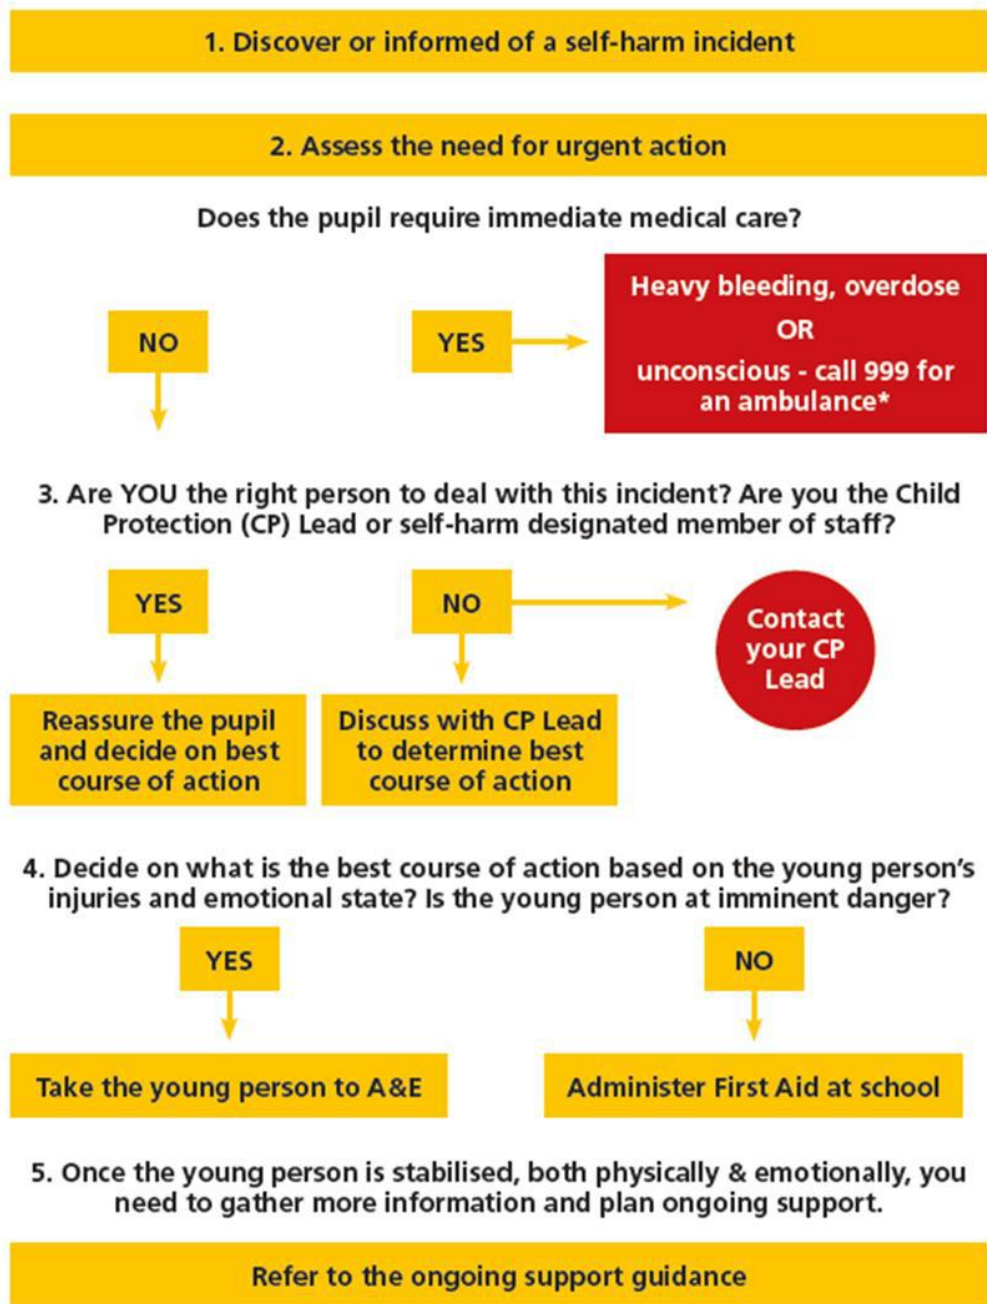 1. Discover or informed of a self-harm incident
2. Assess the need for urgent action
Does the pupil require immediate medical care?
NO
YES
Heavy bleeding, overdose
OR
unconscious - call 999 for
an ambulance*
3. Are YOU the right person to deal with this incident? Are you the Child
Protection (CP) Lead or self-harm designated member of staff?
YES
NO
Contact
your CP
Lead
Reassure the pupil
and decide on best
course of action
Discuss with CP Lead
to determine best
course of action
4. Decide on what is the best course of action based on the young person’s
injuries and emotional state? Is the young person at imminent danger?
YES
NO
Take the young person to A&E
Administer First Aid at school
5. Once the young person is stabilised, both physically & emotionally, you
need to gather more information and plan ongoing support.
Refer to the ongoing support guidance